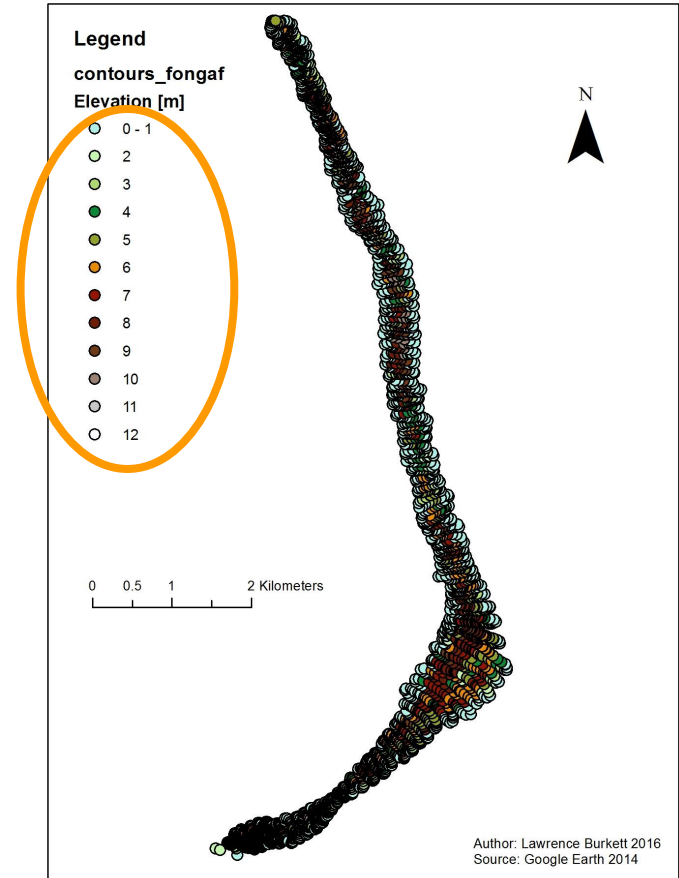 Legend
contours_fongaf
Elevation [m]
0 - 1
2
3
4
5
6
7
8
9
10
11
12
N
0 0.5 1 2 Kilometers
Author: Lawrence Burkett 2016
Source: Google Earth 2014